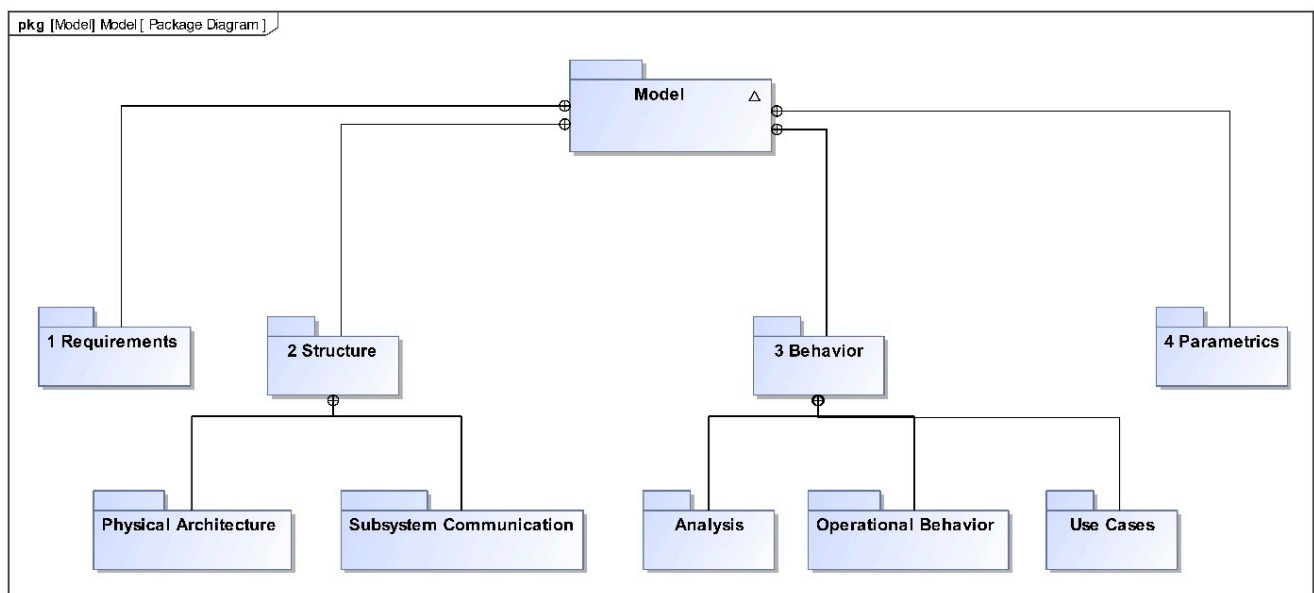 pkg [Model] Model [ Package Diagram ]
Model
1 Requirements
2 Structure
3 Behavior
4 Parametrics
Physical Architecture
Subsystem Communication
Analysis
Operational Behavior
Use Cases